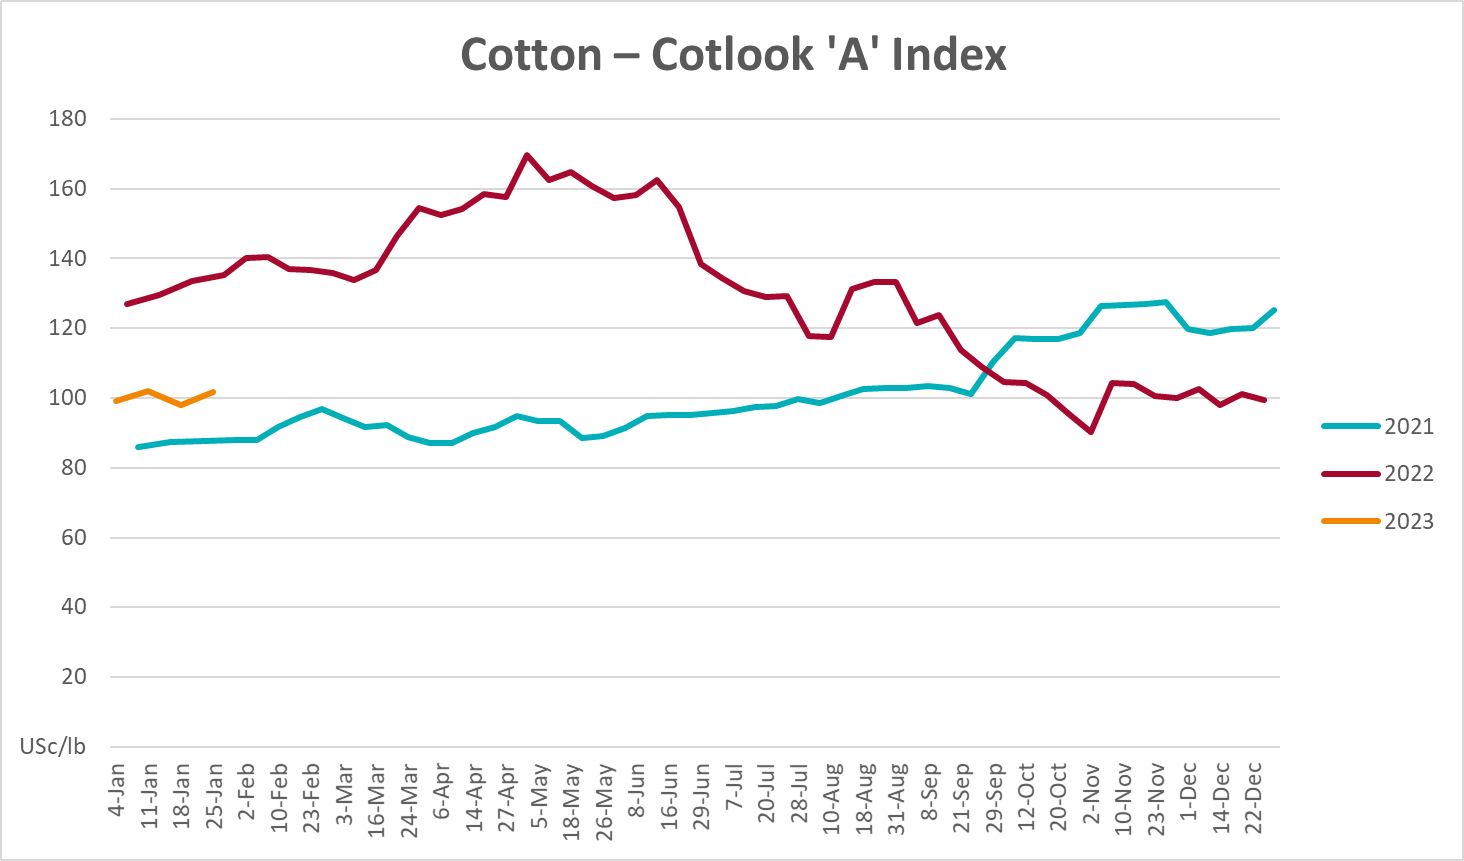 Cotton – Cotlook 'A' Index
180
160
140
120
100
80
60
40
20
USc/lb
4-Jan
11-Jan
18-Jan
25-Jan
2-Feb
10-Feb
23-Feb
3-Mar
16-Mar
24-Mar
6-Apr
14-Apr
27-Apr
5-May
18-May
26-May
8-Jun
16-Jun
29-Jun
7-Jul
20-Jul
28-Jul
10-Aug
18-Aug
31-Aug
8-Sep
21-Sep
29-Sep
12-Oct
20-Oct
2-Nov
10-Nov
23-Nov
1-Dec
14-Dec
22-Dec
2021
2022
2023